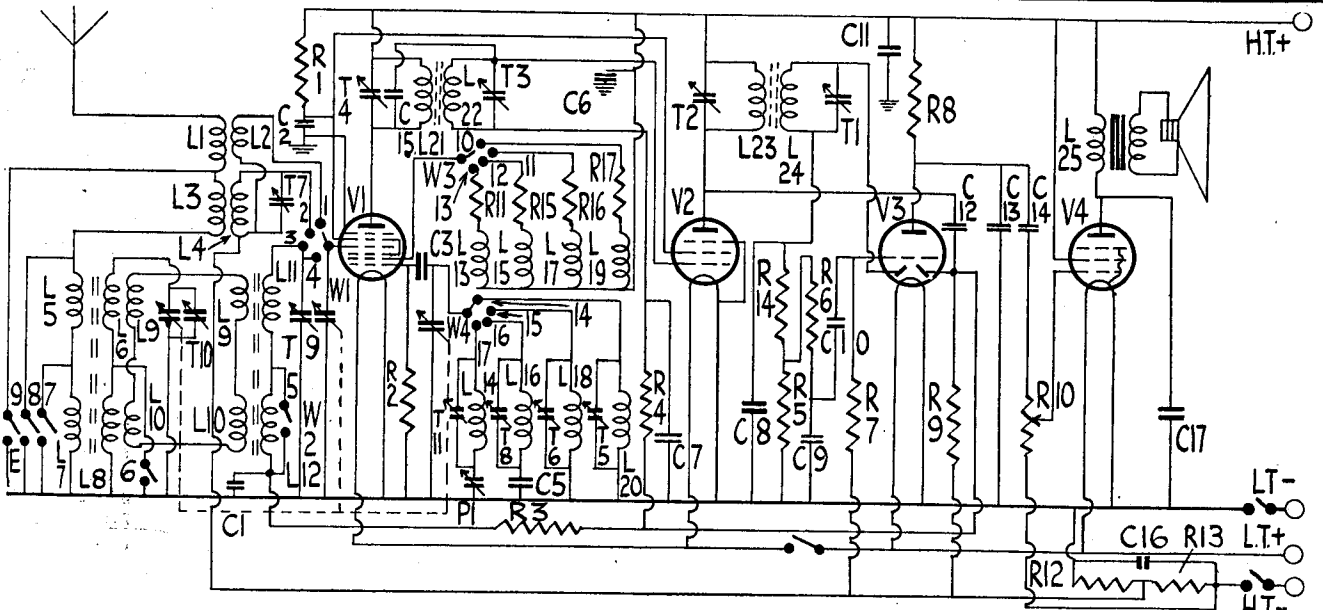 H.T.+
C11
R1
T4
C15
L21
L22
T3
C6
T2
L23
L24
T1
R8
L25
C2
L1
L2
L3
L4
T7
1
2
3
4
W1
V1
W3
10
11
12
13
R11
R15
R16
R17
C3
L13
L15
L17
L19
V2
V3
C12
C13
C14
V4
L5
L6
L9
T10
L9
L11
T9
R2
W4
14
15
16
17
R14
R6
C10
9
8
7
E
L7
L8
L10
6
L10
5
W2
L12
T11
L14
T8
L16
T6
L18
T5
L20
R4
C7
C8
R5
C9
R7
R9
R10
C17
C1
P1
C5
R3
LT-
C16
R13
L.T.+
R12
H.T-